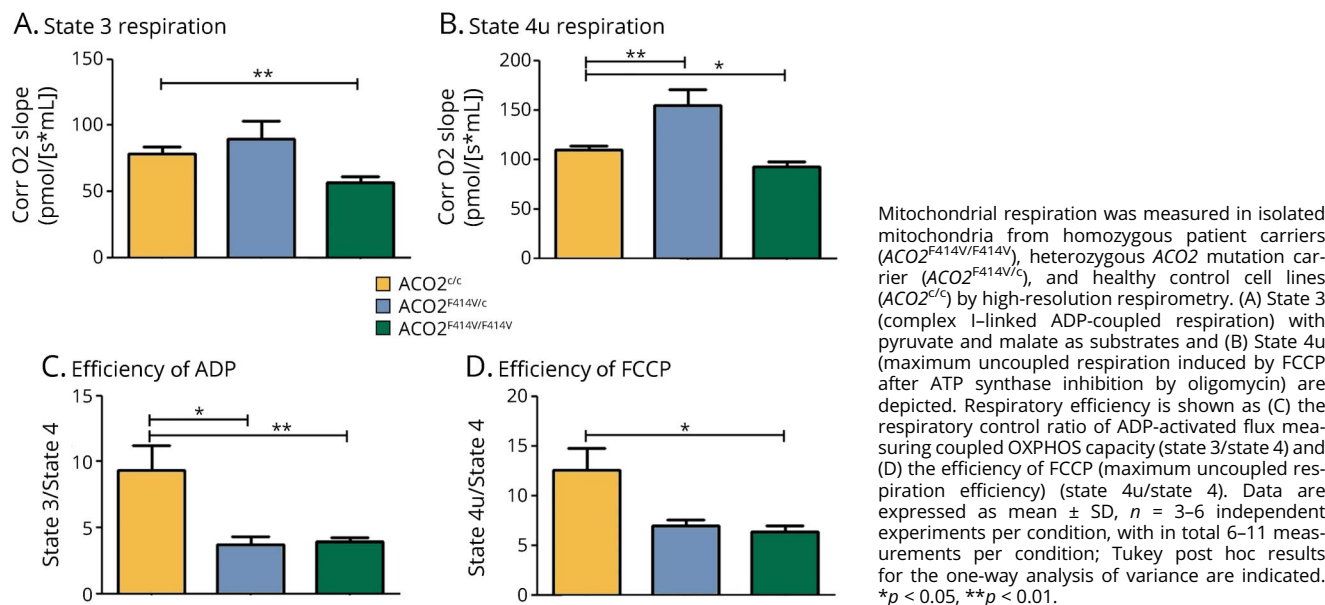 A. State 3 respiration
Corr O2 slope
(pmol/[s*mL])
150
100
50
0
**
B. State 4u respiration
Corr O2 slope
(pmol/[s*mL])
200
150
100
50
0
**
*
ACO2c/c
ACO2F414V/c
ACO2F414V/F414V
C. Efficiency of ADP
State 3/State 4
15
10
5
0
*
**
D. Efficiency of FCCP
State 4u/State 4
20
15
10
5
0
*
Mitochondrial respiration was measured in isolated
mitochondria from homozygous patient carriers
(ACO2F414V/F414V), heterozygous ACO2 mutation car-
rier (ACO2F414V/c), and healthy control cell lines
(ACO2c/c) by high-resolution respirometry. (A) State 3
(complex I–linked ADP-coupled respiration) with
pyruvate and malate as substrates and (B) State 4u
(maximum uncoupled respiration induced by FCCP
after ATP synthase inhibition by oligomycin) are
depicted. Respiratory efficiency is shown as (C) the
respiratory control ratio of ADP-activated flux mea-
suring coupled OXPHOS capacity (state 3/state 4) and
(D) the efficiency of FCCP (maximum uncoupled res-
piration efficiency) (state 4u/state 4). Data are
expressed as mean ± SD, n = 3–6 independent
experiments per condition, with in total 6–11 meas-
urements per condition; Tukey post hoc results
for the one-way analysis of variance are indicated.
*p < 0.05, **p < 0.01.